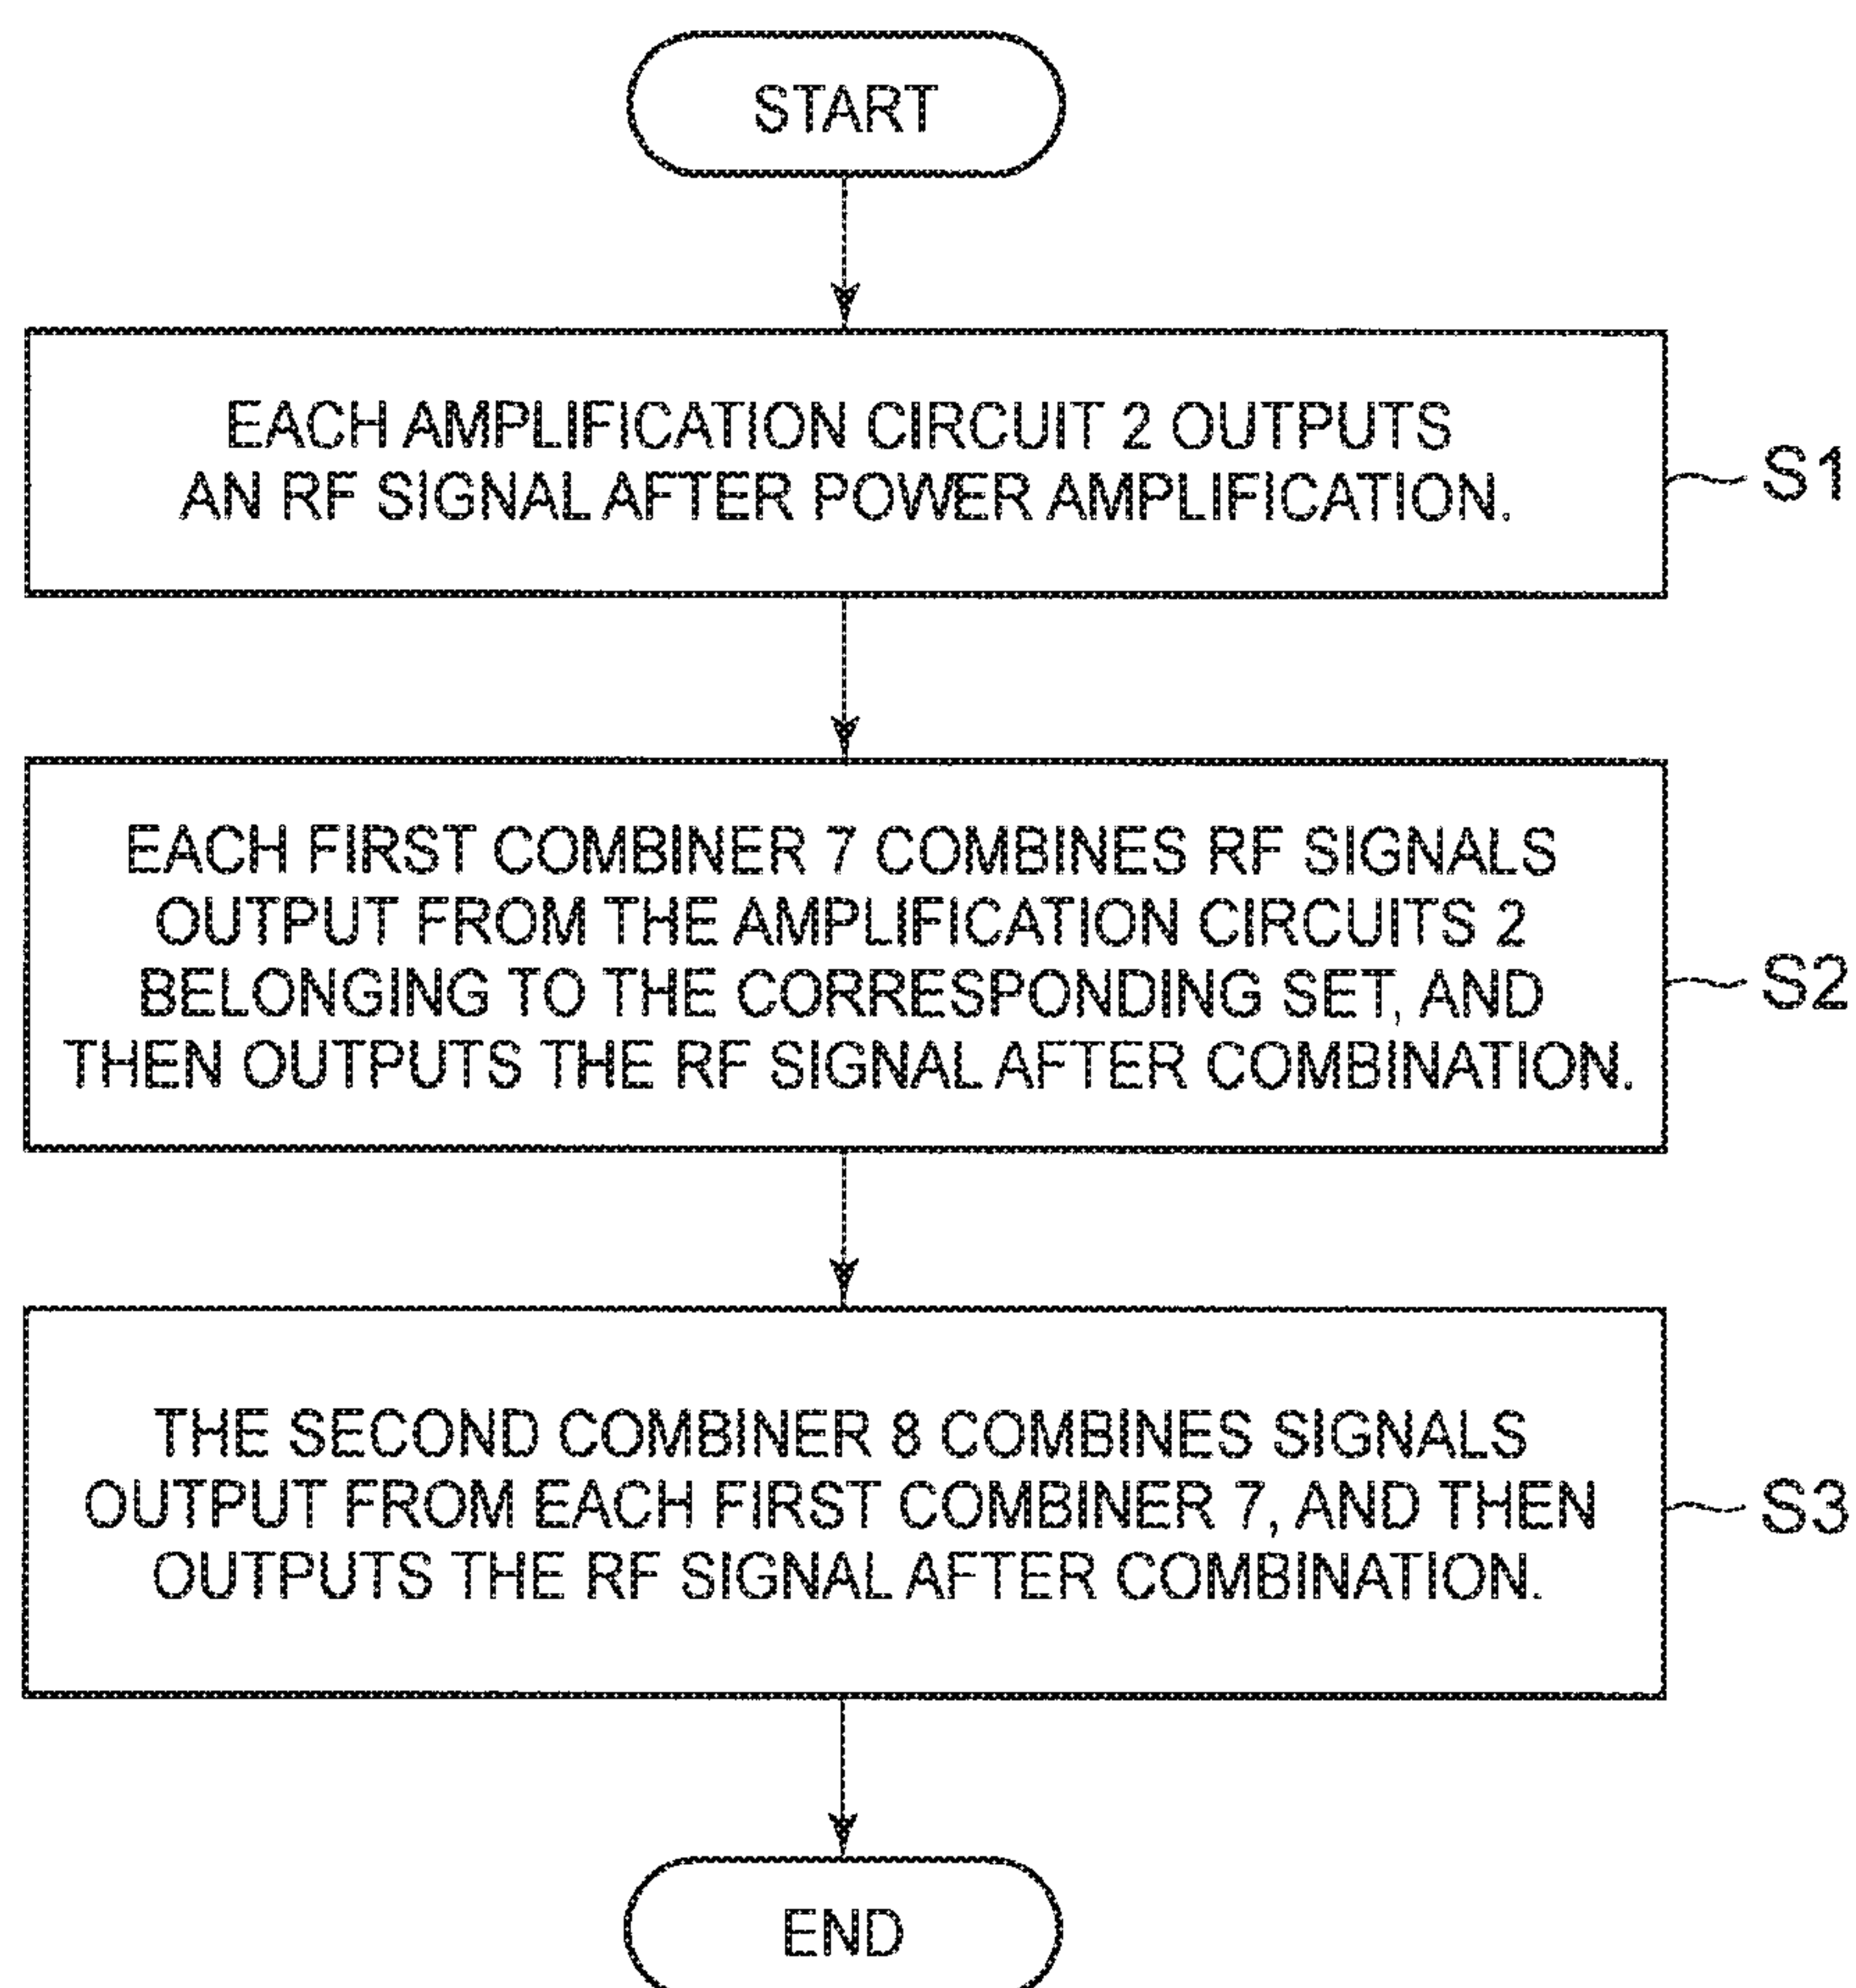 START
EACH AMPLIFICATION CIRCUIT 2 OUTPUTS
AN RF SIGNAL AFTER POWER AMPLIFICATION.
S1
EACH FIRST COMBINER 7 COMBINES RF SIGNALS
OUTPUT FROM THE AMPLIFICATION CIRCUITS 2
BELONGING TO THE CORRESPONDING SET, AND
THEN OUTPUTS THE RF SIGNAL AFTER COMBINATION.
S2
THE SECOND COMBINER 8 COMBINES SIGNALS
OUTPUT FROM EACH FIRST COMBINER 7, AND THEN
OUTPUTS THE RF SIGNAL AFTER COMBINATION.
S3
END